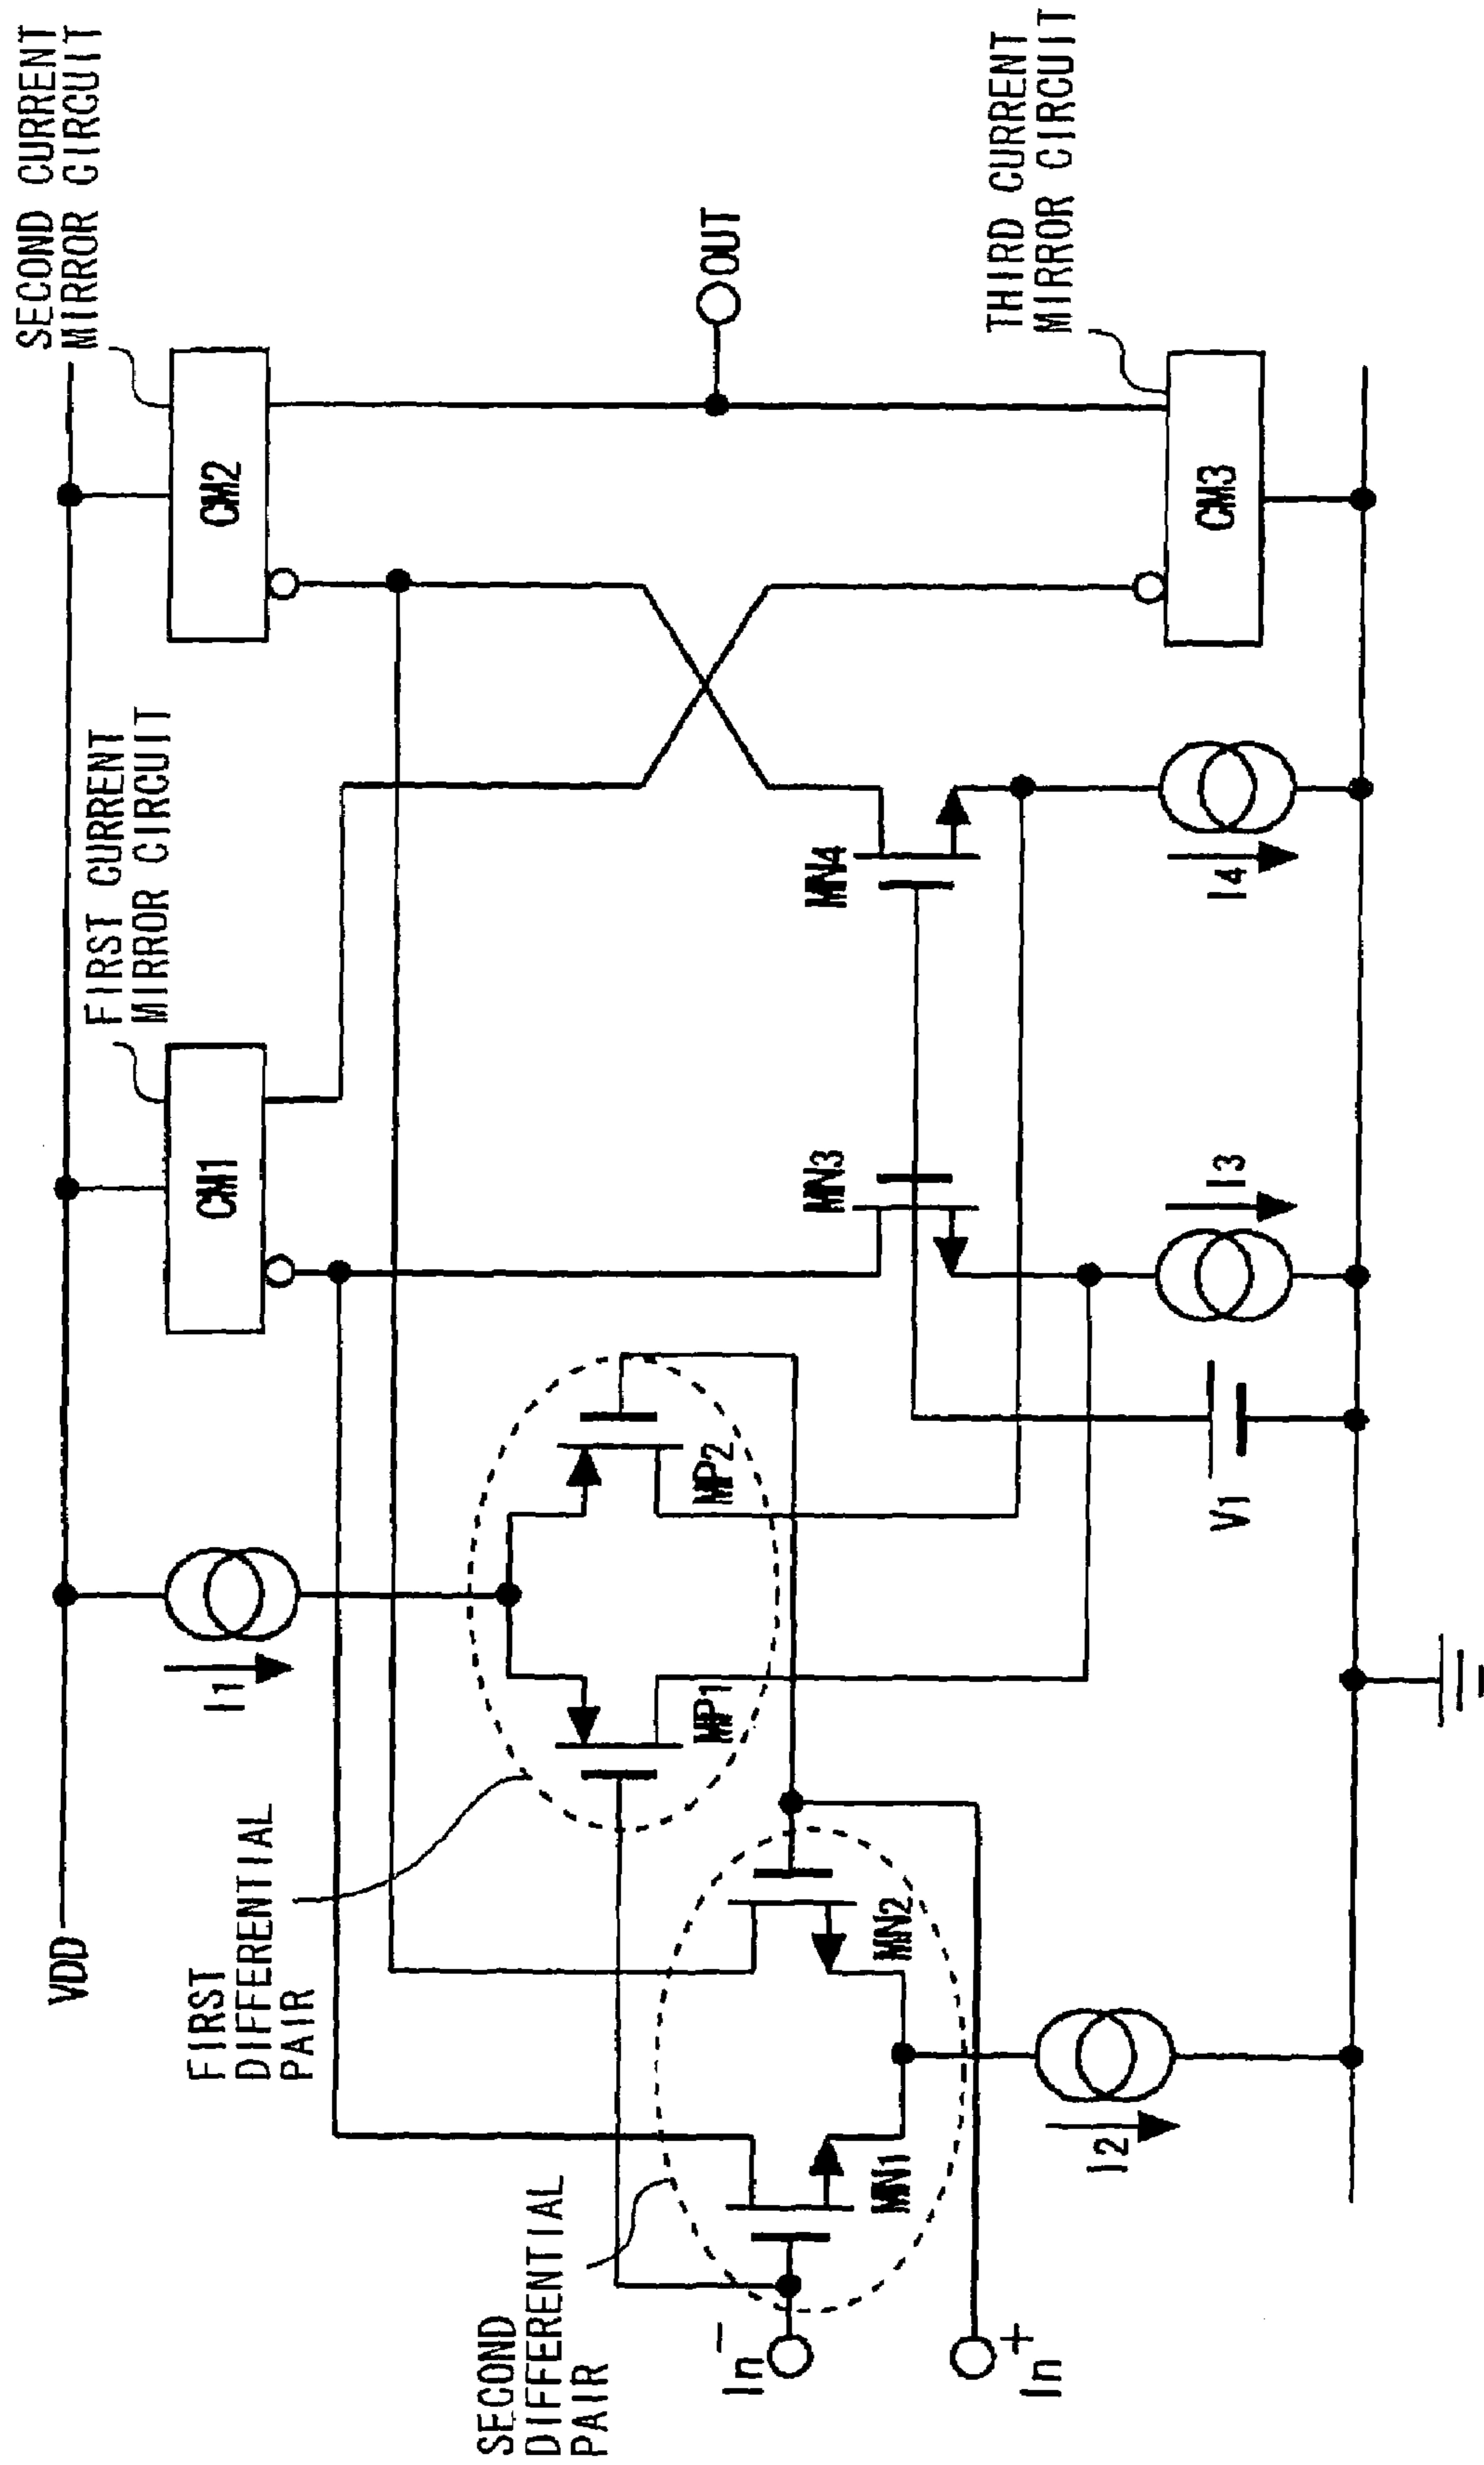 SECOND CURRENT
MIRROR CIRCUIT
FIRST CURRENT
MIRROR CIRCUIT
VDD
CM2
CM1
I1
FIRST
DIFFERENTIAL
PAIR
OUT
MP2
MP1
SECOND
DIFFERENTIAL
PAIR
MN4
MN3
MN2
MN1
In −
In +
THIRD CURRENT
MIRROR CIRCUIT
CM3
I4
I3
V1
I2